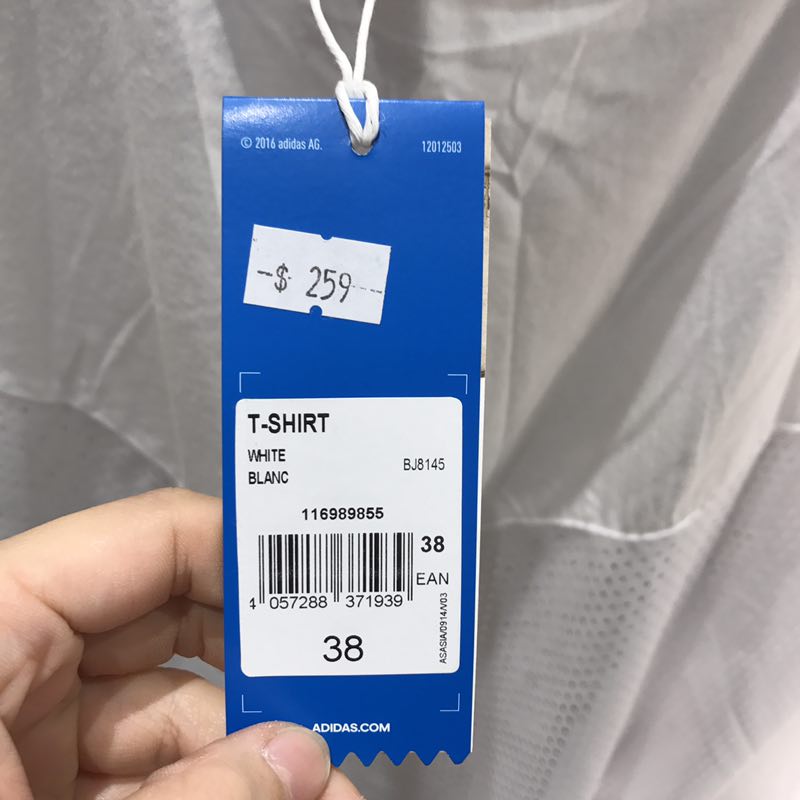 © 2016 adidas AG.
12012503
-$ 259--
T-SHIRT
WHITE
BLANC
BJ8145
116989855
38
EAN
4 057288 371939
38
ASASIA/0914/V03
ADIDAS.COM